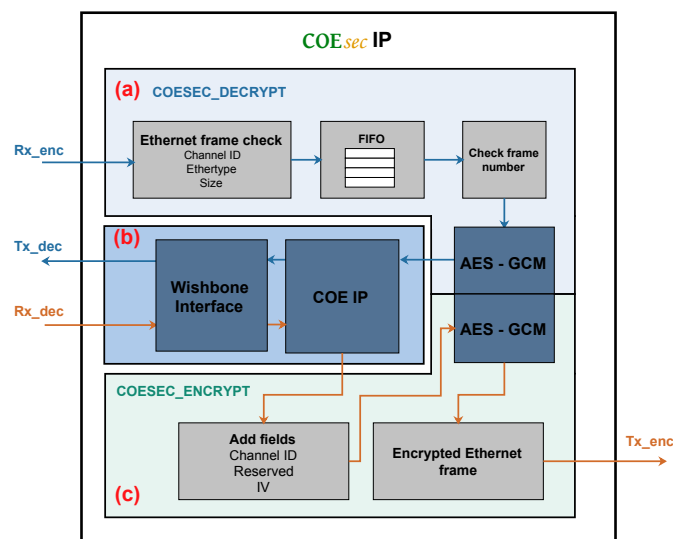 COEsec IP
(a)
COESEC_DECRYPT
Rx_enc
Ethernet frame check
Channel ID
Ethertype
Size
FIFO
Check frame
number
(b)
Tx_dec
Rx_dec
Wishbone
Interface
COE IP
AES - GCM
AES - GCM
COESEC_ENCRYPT
Add fields
Channel ID
Reserved
IV
Encrypted Ethernet
frame
Tx_enc
(c)